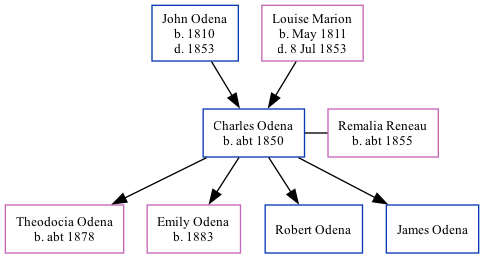 John Odena
b. 1810
d. 1853
Louise Marion
b. May 1811
d. 8 Jul 1853
Charles Odena
b. abt 1850
Remalia Reneau
b. abt 1855
Theodocia Odena
b. abt 1878
Emily Odena
b. 1883
Robert Odena
James Odena